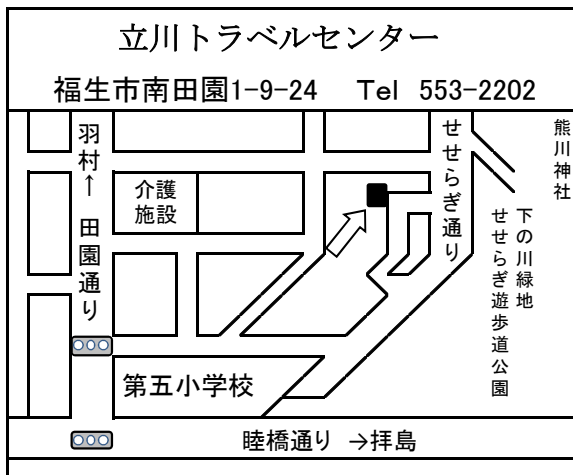 立川トラベルセンター
福生市南田園1-9-24 Tel 553-2202
羽村↑ 田園通り
介護
施設
せせらぎ通り
熊川神社
下の川緑地
せせらぎ遊歩道公園
第五小学校
睦橋通り →拝島